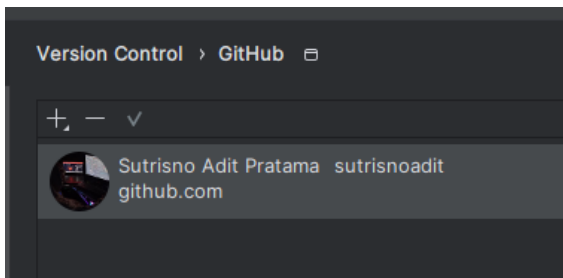 Version Control › GitHub
Sutrisno Adit Pratama sutrisnoadit
github.com